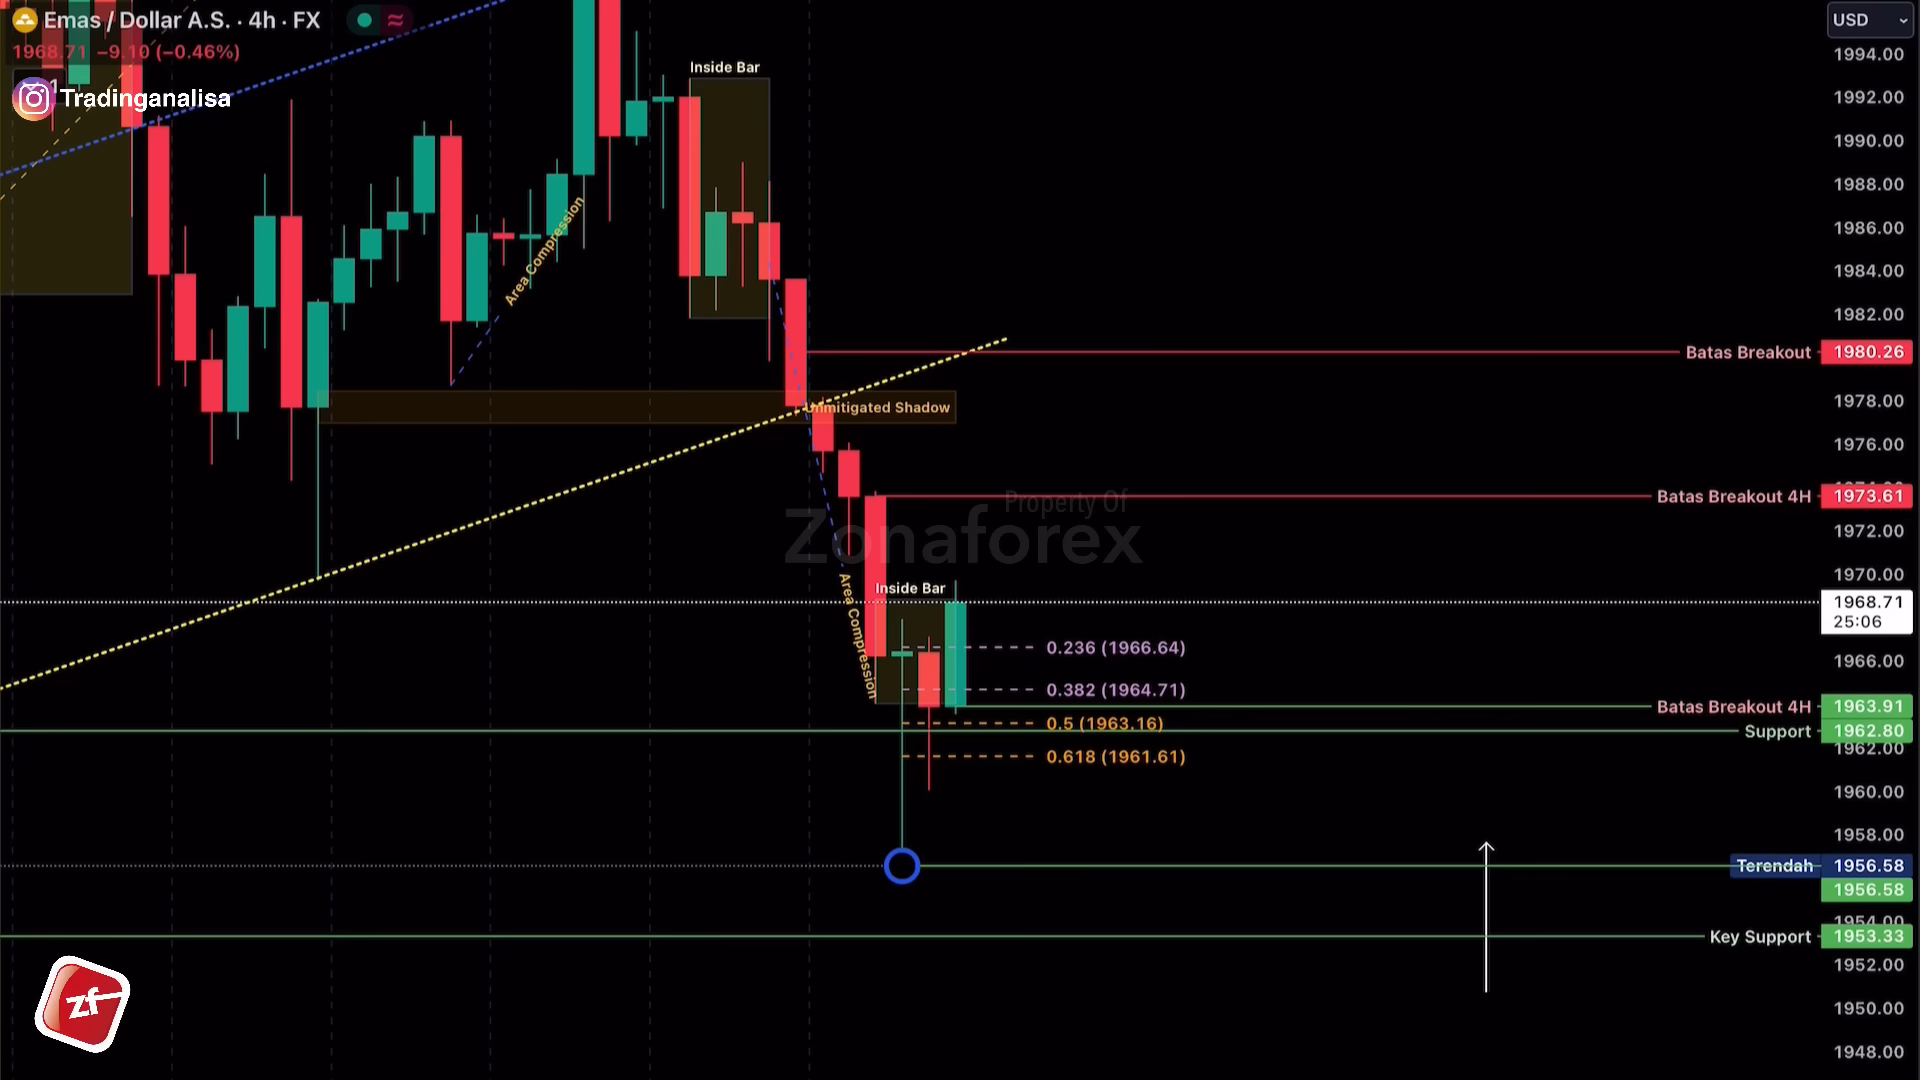 Emas / Dollar A.S. · 4h · FX
1968.71 −9.10 (−0.46%)
Tradinganalisa
USD
1994.00
Inside Bar
1992.00
1990.00
1988.00
1986.00
1984.00
Area Compression
1982.00
Batas Breakout 1980.26
1978.00
Unmitigated Shadow
1976.00
Batas Breakout 4H 1973.61
Property Of
Zonaforex
1972.00
1970.00
Inside Bar
1968.71
25:06
Area Compression
0.236 (1966.64)
1966.00
0.382 (1964.71)
Batas Breakout 4H 1963.91
0.5 (1963.16)
Support 1962.80
1962.00
0.618 (1961.61)
1960.00
1958.00
Terendah 1956.58
1956.58
1954.00
Key Support 1953.33
1952.00
zf
1950.00
1948.00